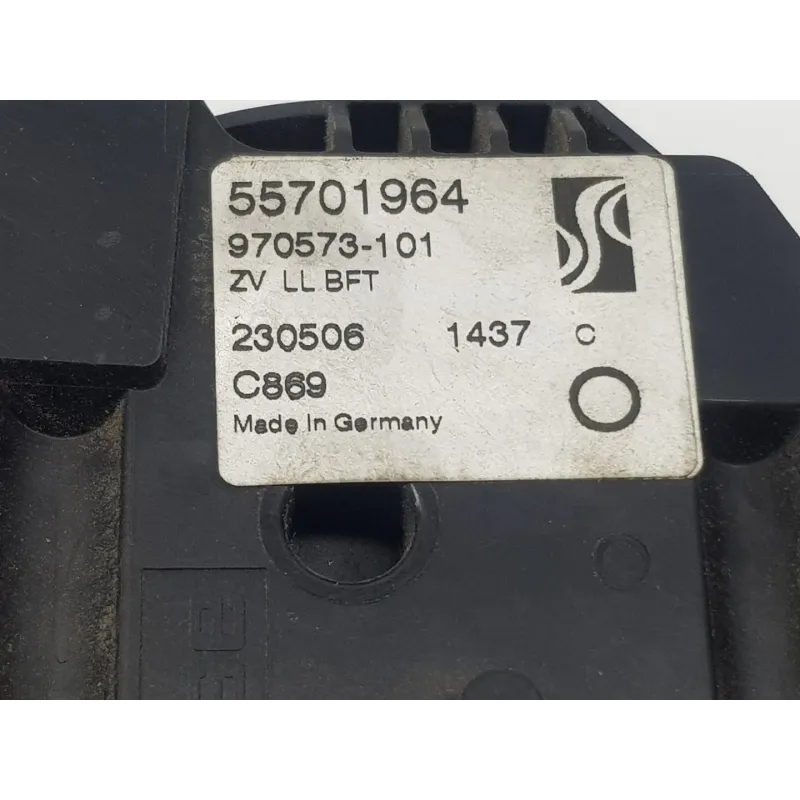 55701964
970573-101
ZV LL BFT
230506 1437 C
C869
Made In Germany